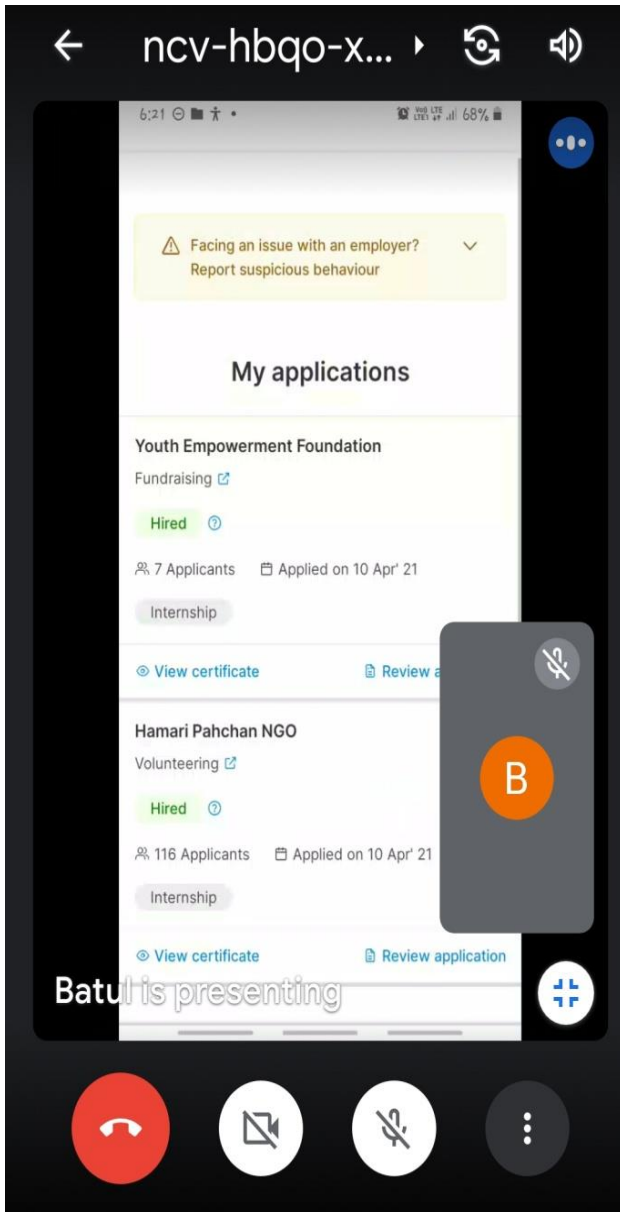 ncv-hbqo-x...
6:21 68%
Facing an issue with an employer?
Report suspicious behaviour
My applications
Youth Empowerment Foundation
Fundraising
Hired
7 Applicants Applied on 10 Apr' 21
Internship
View certificate Review a
Hamari Pahchan NGO
Volunteering
Hired
B
116 Applicants Applied on 10 Apr' 21
Internship
View certificate Review application
Batul is presenting